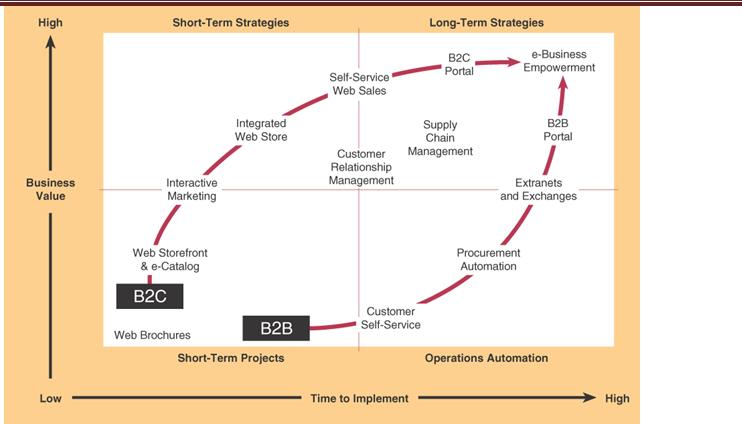 High
Short-Term Strategies
Long-Term Strategies
B2C
Portal
e-Business
Empowerment
Self-Service
Web Sales
Integrated
Web Store
Supply
Chain
Management
B2B
Portal
Customer
Relationship
Management
Business
Value
Interactive
Marketing
Extranets
and Exchanges
Web Storefront
& e-Catalog
Procurement
Automation
B2C
Customer
Self-Service
B2B
Web Brochures
Short-Term Projects
Operations Automation
Low
Time to Implement
High